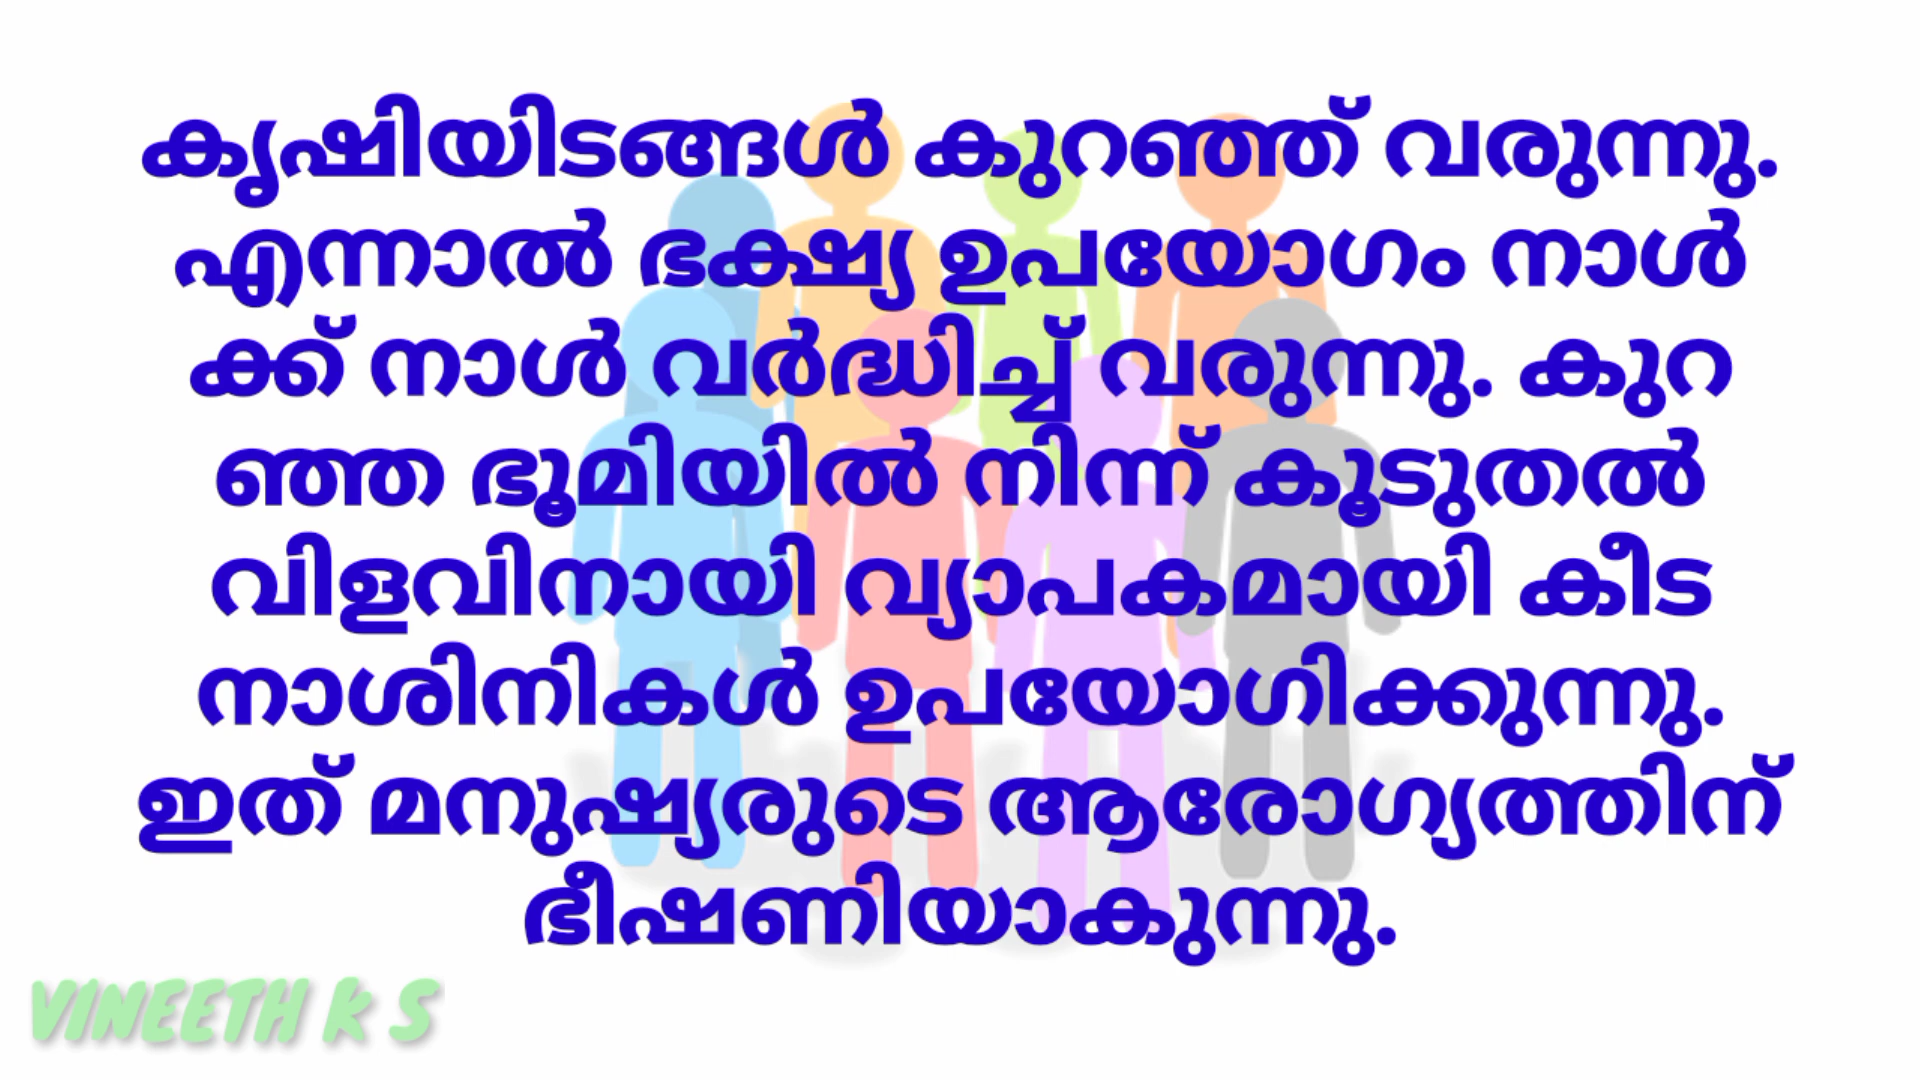 കൃഷിയിടങ്ങൾ കുറഞ്ഞ് വരുന്നു.
എന്നാൽ ഭക്ഷ്യ ഉപയോഗം നാൾ
ക്ക് നാൾ വർദ്ധിച്ച് വരുന്നു. കുറ
ഞ്ഞ ഭൂമിയിൽ നിന്ന് കൂടുതൽ
വിളവിനായി വ്യാപകമായി കീട
നാശിനികൾ ഉപയോഗിക്കുന്നു.
ഇത് മനുഷ്യരുടെ ആരോഗ്യത്തിന്
ഭീഷണിയാകുന്നു.
VINEETH K S